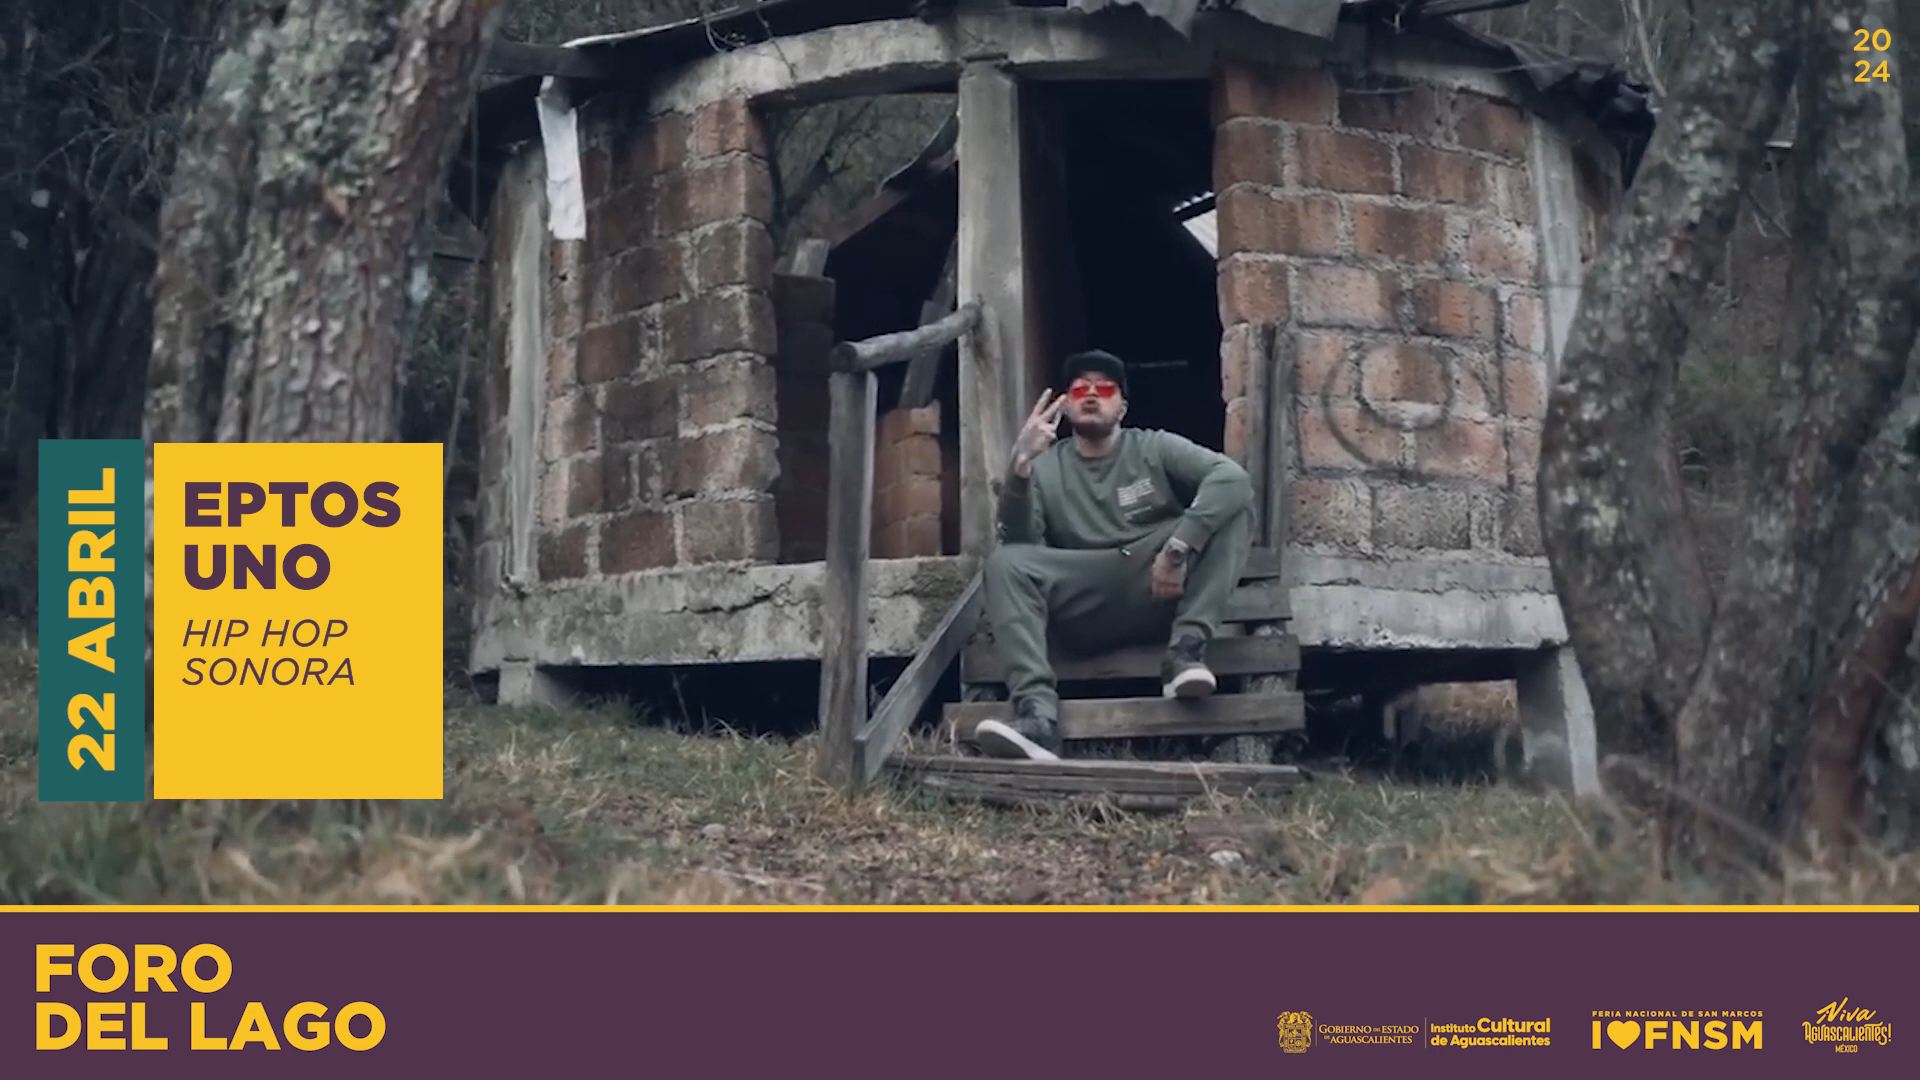 20
24
22 ABRIL
EPTOS
UNO
HIP HOP
SONORA
FORO
DEL LAGO
GOBIERNO DEL ESTADO
DE AGUASCALIENTES
Instituto Cultural
de Aguascalientes
FERIA NACIONAL DE SAN MARCOS
I♥FNSM
Viva
AGUASCALIENTES!
MÉXICO